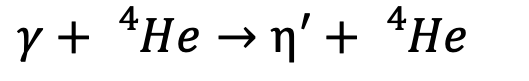 γ + ⁴He → η′ + ⁴He